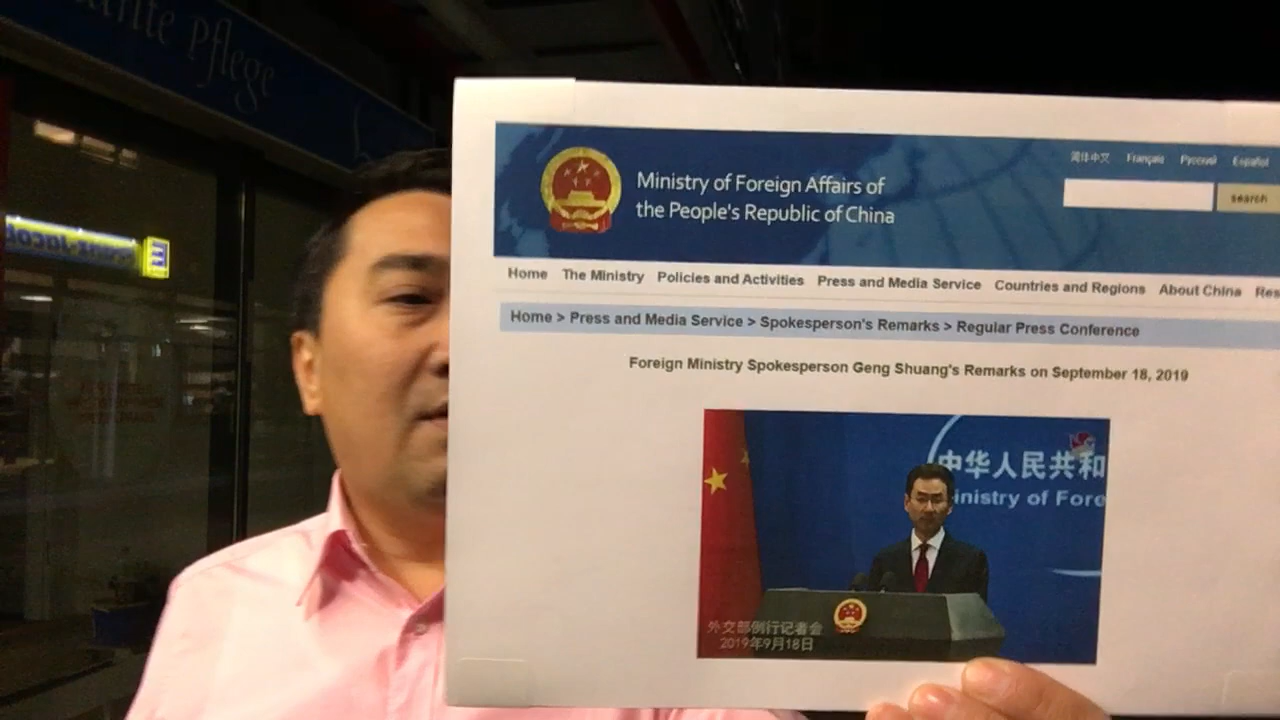 Pflege
Ministry of Foreign Affairs of
the People's Republic of China
简体中文 Français Русский Español
search
Home The Ministry Policies and Activities Press and Media Service Countries and Regions About China Res
Home > Press and Media Service > Spokesperson's Remarks > Regular Press Conference
Foreign Ministry Spokesperson Geng Shuang's Remarks on September 18, 2019
中华人民共和
inistry of Fore
外交部例行记者会
2019年9月18日